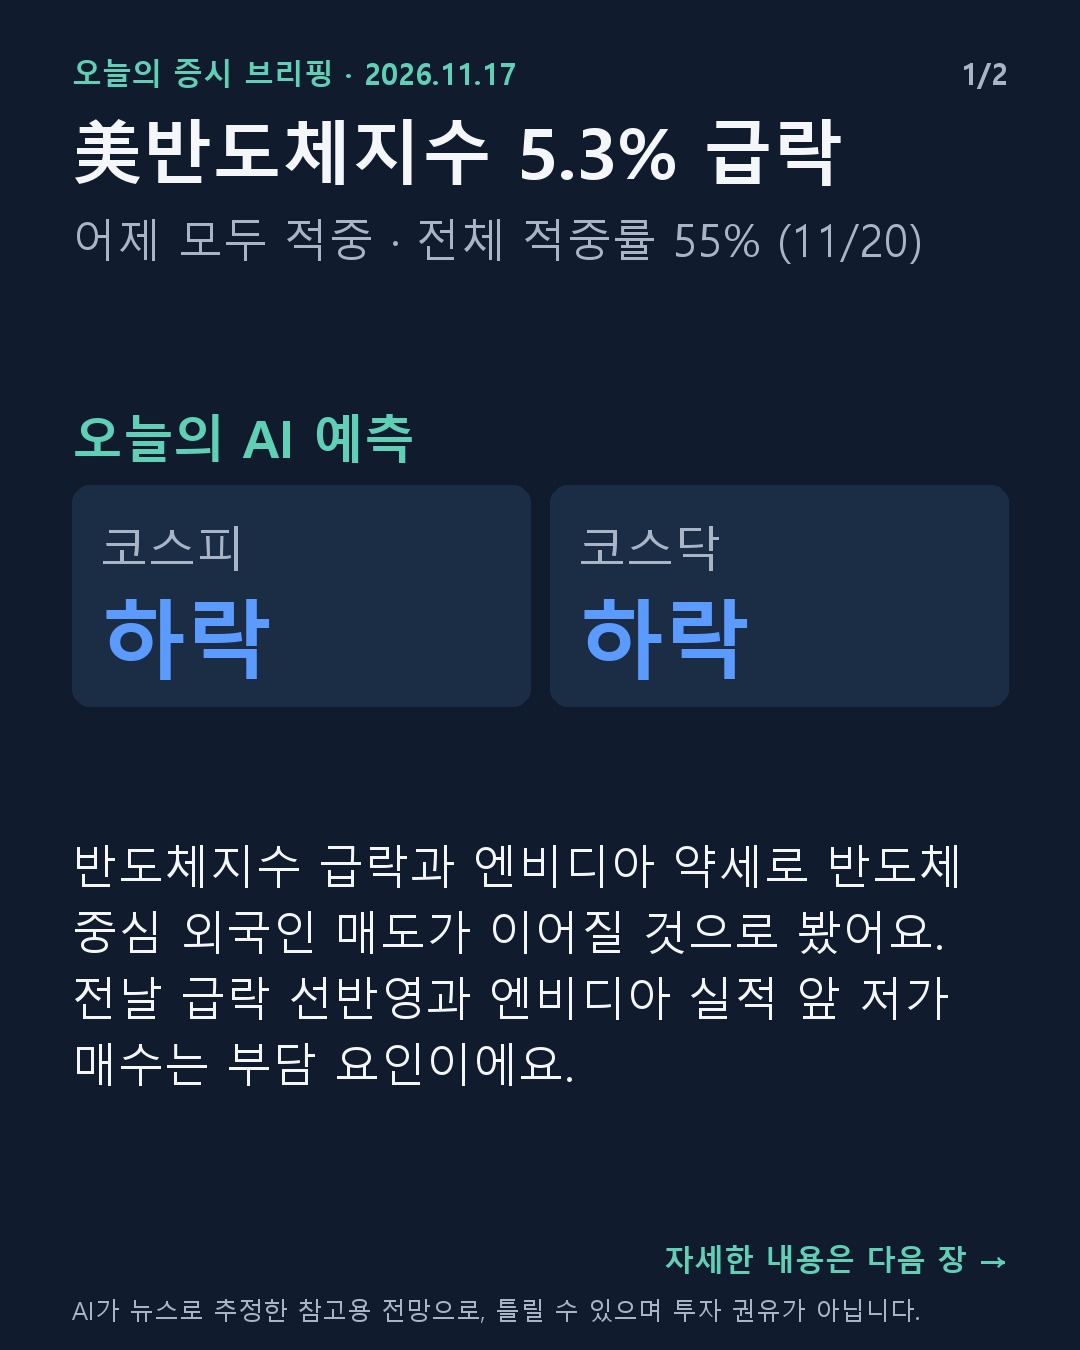 오늘의 증시 브리핑 · 2026.11.17
1/2
美반도체지수 5.3% 급락
어제 모두 적중 · 전체 적중률 55% (11/20)
오늘의 AI 예측
코스피
하락
코스닥
하락
반도체지수 급락과 엔비디아 약세로 반도체
중심 외국인 매도가 이어질 것으로 봤어요.
전날 급락 선반영과 엔비디아 실적 앞 저가
매수는 부담 요인이에요.
자세한 내용은 다음 장 →
AI가 뉴스로 추정한 참고용 전망으로, 틀릴 수 있으며 투자 권유가 아닙니다.